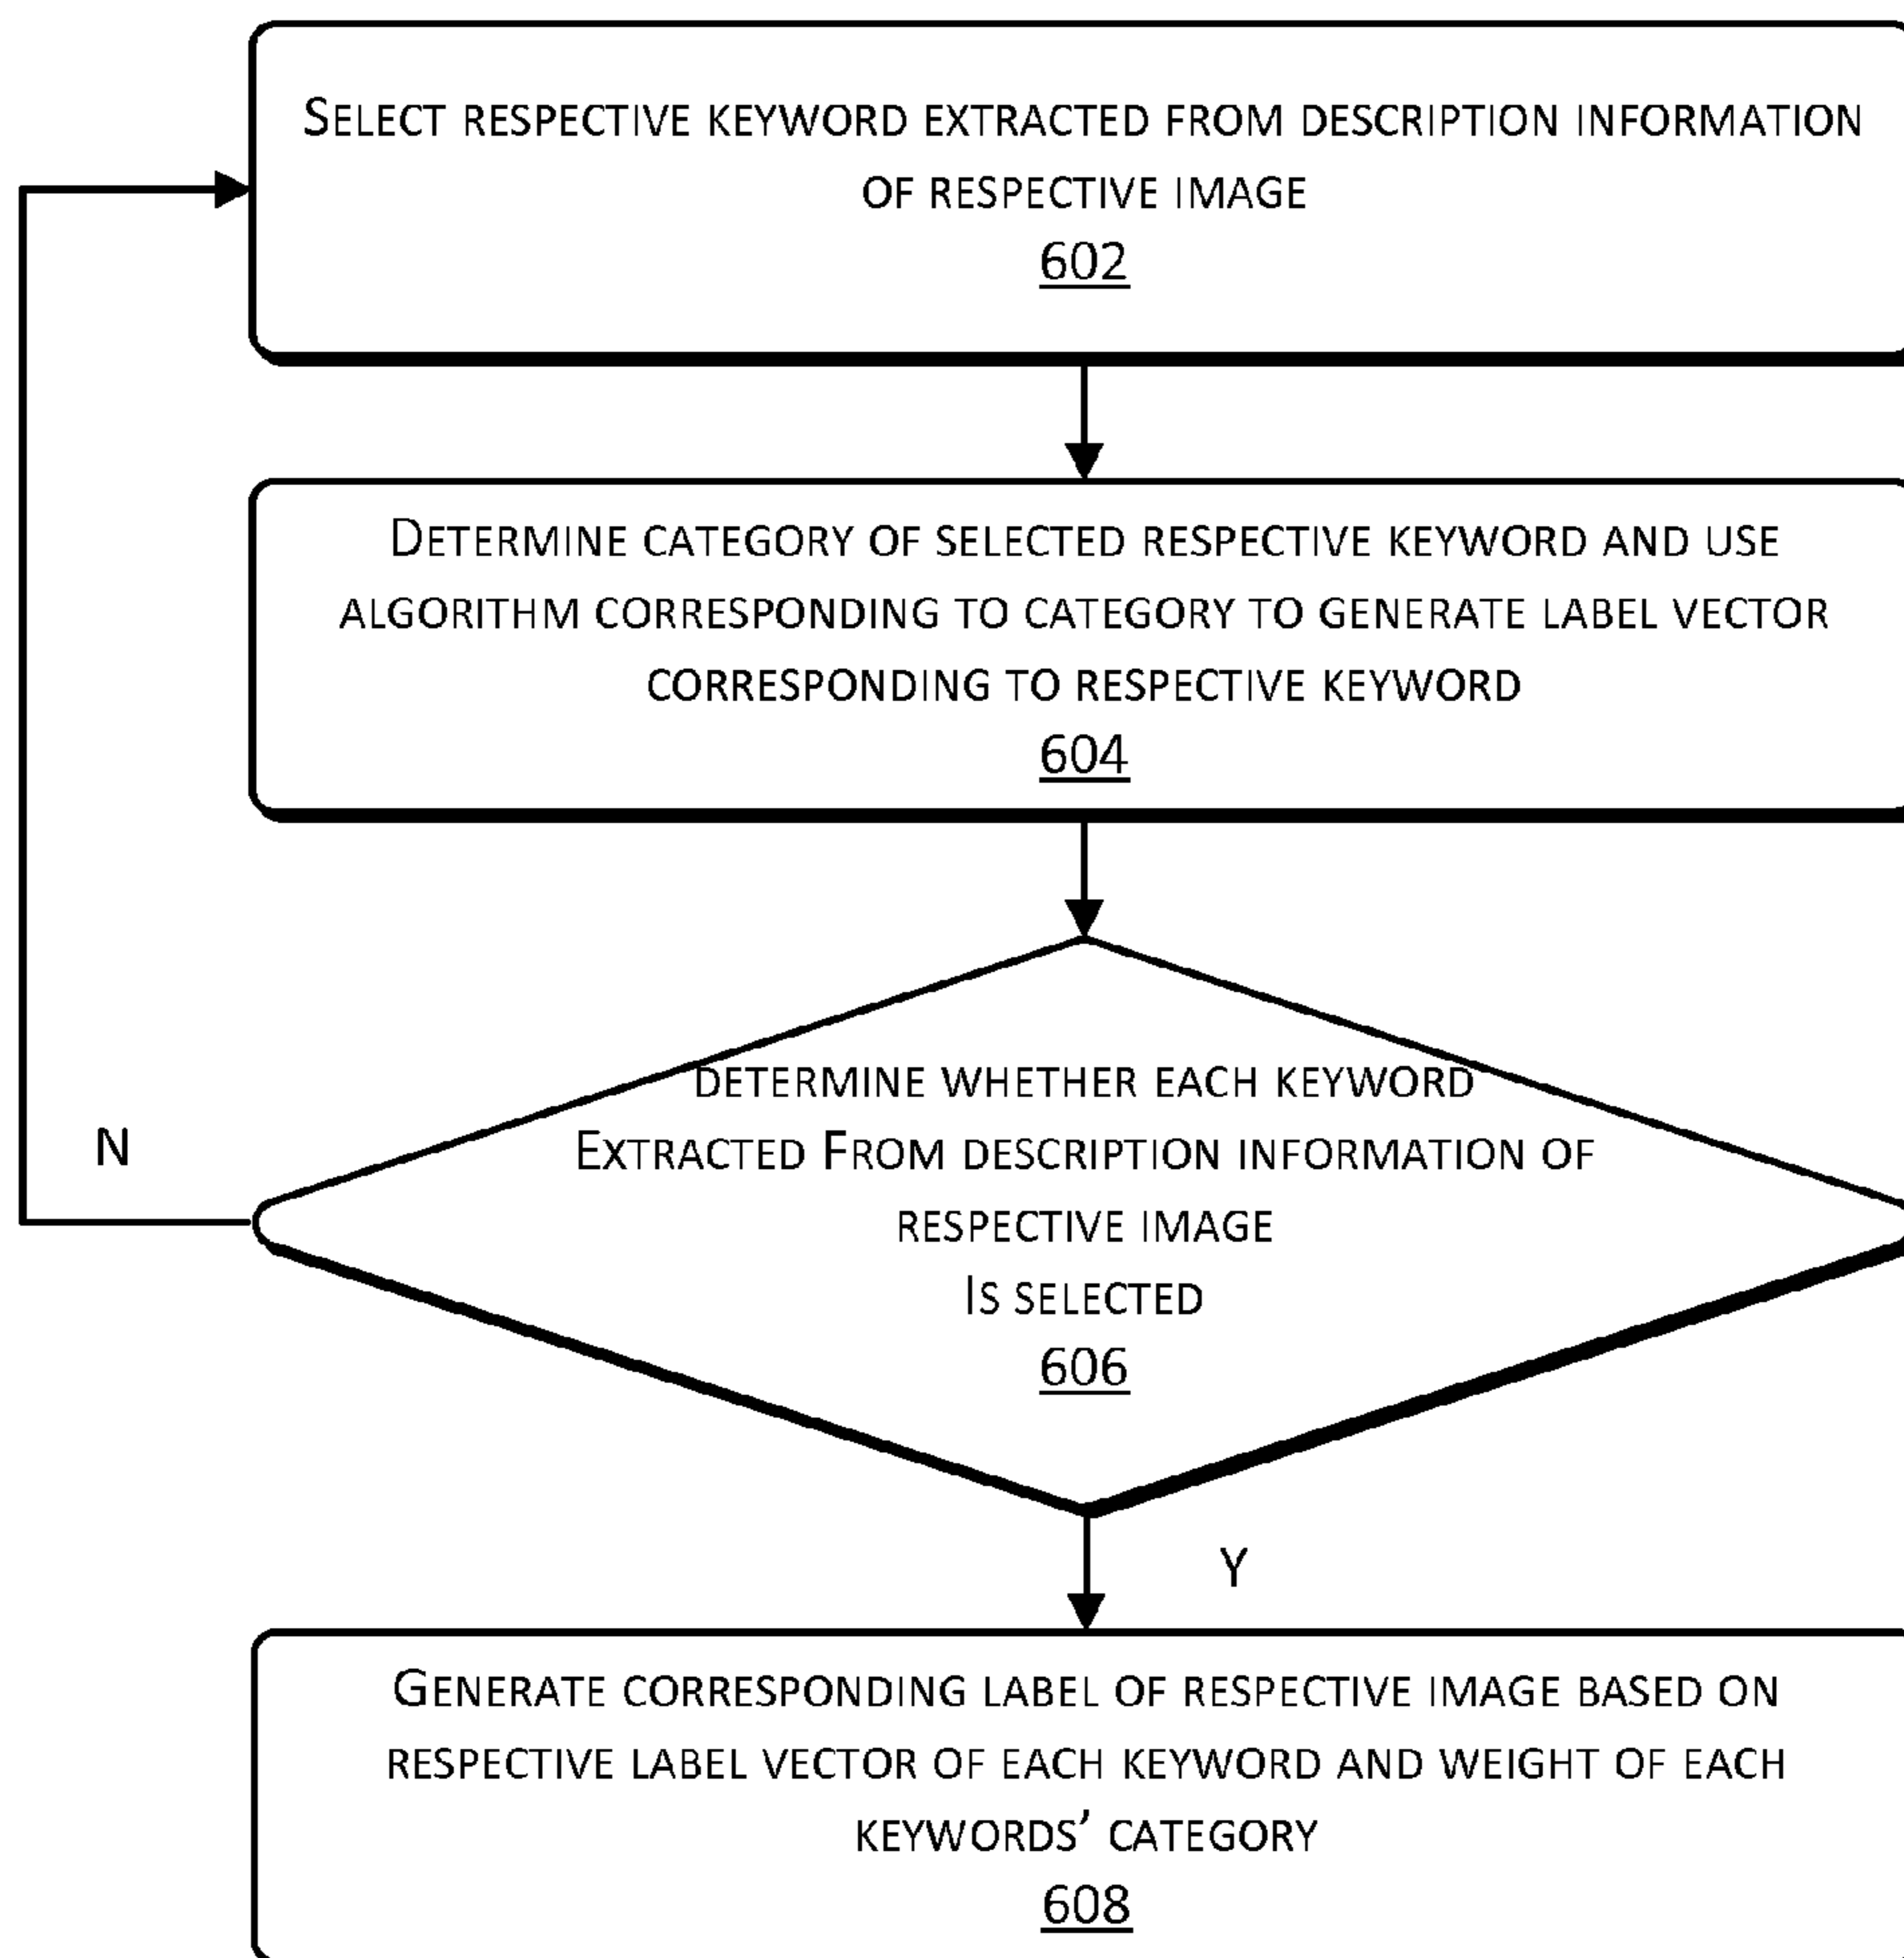 Select respective keyword extracted from description information
of respective image
602
Determine category of selected respective keyword and use
algorithm corresponding to category to generate label vector
corresponding to respective keyword
604
determine whether each keyword
Extracted From description information of
respective image
Is selected
606
N
Y
Generate corresponding label of respective image based on
respective label vector of each keyword and weight of each
keywords’ category
608